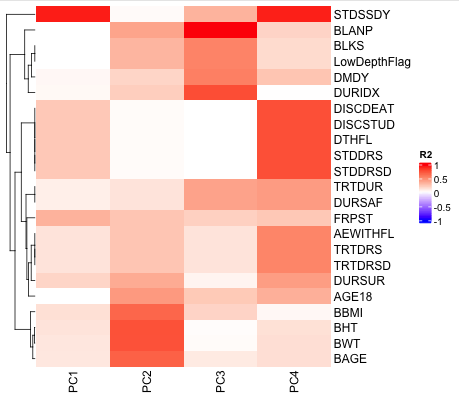 STDSSDY
BLANP
BLKS
LowDepthFlag
DMDY
DURIDX
DISCDEAT
DISCSTUD
DTHFL
STDDRS
STDDRSD
TRTDUR
DURSAF
FRPST
AEWITHFL
TRTDRS
TRTDRSD
DURSUR
AGE18
BBMI
BHT
BWT
BAGE
R2
1
0.5
0
-0.5
-1
PC1 PC2 PC3 PC4